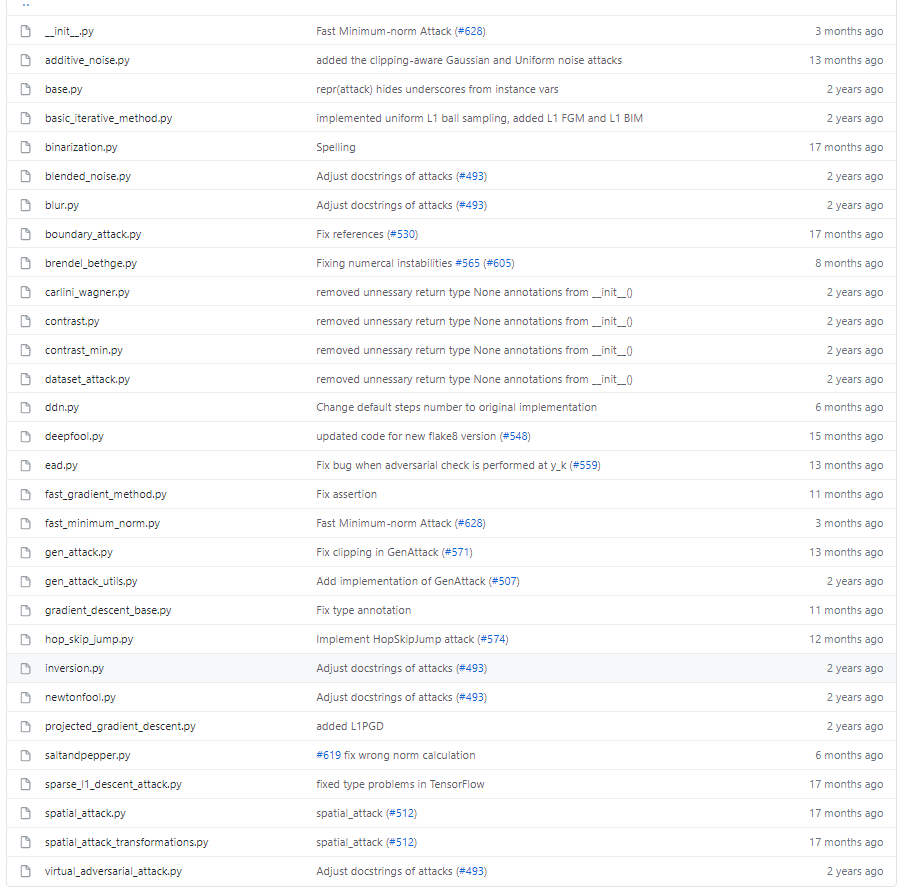 ..
__init__.py Fast Minimum-norm Attack (#628) 3 months ago
additive_noise.py added the clipping-aware Gaussian and Uniform noise attacks 13 months ago
base.py repr(attack) hides underscores from instance vars 2 years ago
basic_iterative_method.py implemented uniform L1 ball sampling, added L1 FGM and L1 BIM 2 years ago
binarization.py Spelling 17 months ago
blended_noise.py Adjust docstrings of attacks (#493) 2 years ago
blur.py Adjust docstrings of attacks (#493) 2 years ago
boundary_attack.py Fix references (#530) 17 months ago
brendel_bethge.py Fixing numercal instabilities #565 (#605) 8 months ago
carlini_wagner.py removed unnessary return type None annotations from __init__() 2 years ago
contrast.py removed unnessary return type None annotations from __init__() 2 years ago
contrast_min.py removed unnessary return type None annotations from __init__() 2 years ago
dataset_attack.py removed unnessary return type None annotations from __init__() 2 years ago
ddn.py Change default steps number to original implementation 6 months ago
deepfool.py updated code for new flake8 version (#548) 15 months ago
ead.py Fix bug when adversarial check is performed at y_k (#559) 13 months ago
fast_gradient_method.py Fix assertion 11 months ago
fast_minimum_norm.py Fast Minimum-norm Attack (#628) 3 months ago
gen_attack.py Fix clipping in GenAttack (#571) 13 months ago
gen_attack_utils.py Add implementation of GenAttack (#507) 2 years ago
gradient_descent_base.py Fix type annotation 11 months ago
hop_skip_jump.py Implement HopSkipJump attack (#574) 12 months ago
inversion.py Adjust docstrings of attacks (#493) 2 years ago
newtonfool.py Adjust docstrings of attacks (#493) 2 years ago
projected_gradient_descent.py added L1PGD 2 years ago
saltandpepper.py #619 fix wrong norm calculation 6 months ago
sparse_l1_descent_attack.py fixed type problems in TensorFlow 17 months ago
spatial_attack.py spatial_attack (#512) 17 months ago
spatial_attack_transformations.py spatial_attack (#512) 17 months ago
virtual_adversarial_attack.py Adjust docstrings of attacks (#493) 2 years ago